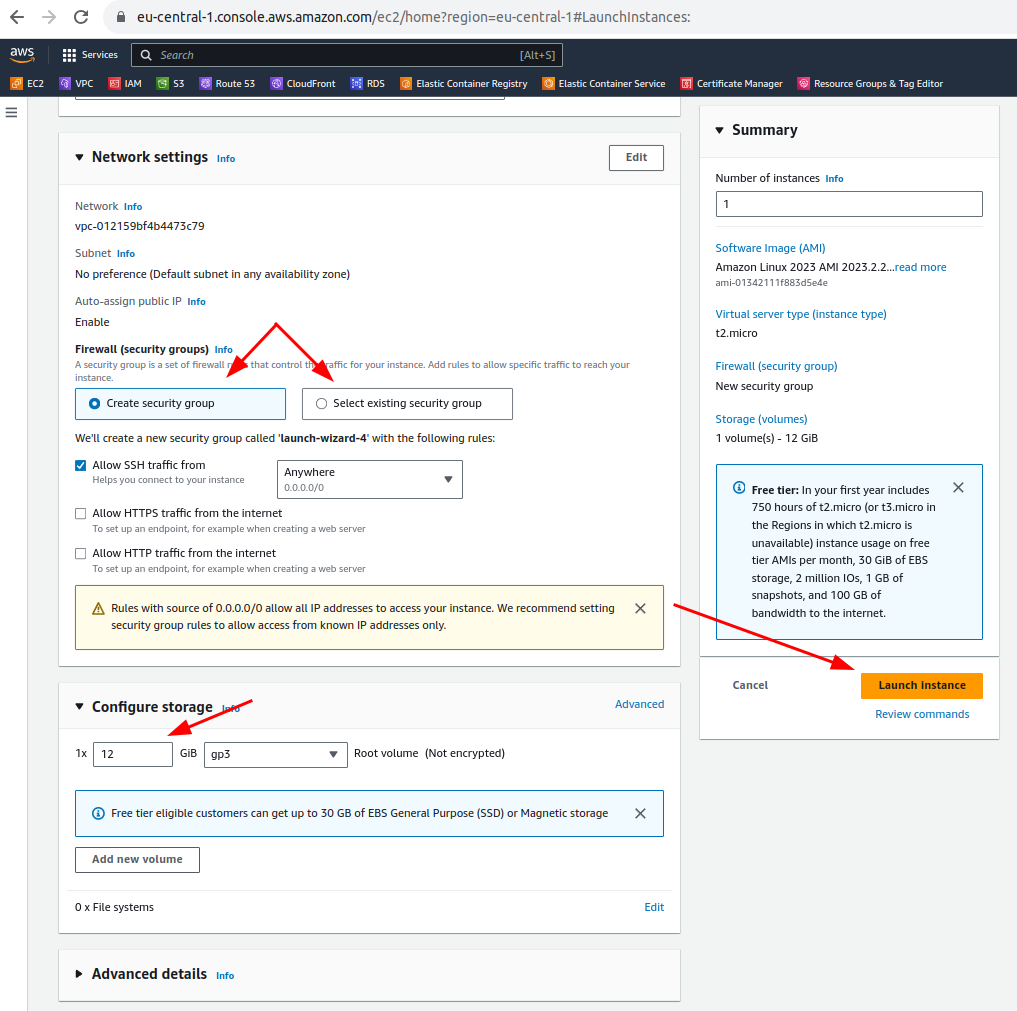 eu-central-1.console.aws.amazon.com/ec2/home?region=eu-central-1#LaunchInstances:
aws Services Search [Alt+S]
EC2 VPC IAM S3 Route 53 CloudFront RDS Elastic Container Registry Elastic Container Service Certificate Manager Resource Groups & Tag Editor
Network settings Info
Edit
Network Info
vpc-012159bf4b4473c79
Subnet Info
No preference (Default subnet in any availability zone)
Auto-assign public IP Info
Enable
Firewall (security groups) Info
A security group is a set of firewall that control the traffic for your instance. Add rules to allow specific traffic to reach your
instance.
Create security group
Select existing security group
We'll create a new security group called 'launch-wizard-4' with the following rules:
Allow SSH traffic from
Helps you connect to your instance
Anywhere
0.0.0.0/0
Allow HTTPS traffic from the internet
To set up an endpoint, for example when creating a web server
Allow HTTP traffic from the internet
To set up an endpoint, for example when creating a web server
Rules with source of 0.0.0.0/0 allow all IP addresses to access your instance. We recommend setting
security group rules to allow access from known IP addresses only.
Configure storage Info
Advanced
1x 12 GiB gp3 Root volume (Not encrypted)
Free tier eligible customers can get up to 30 GB of EBS General Purpose (SSD) or Magnetic storage
Add new volume
0 x File systems
Edit
Advanced details Info
Summary
Number of instances Info
1
Software Image (AMI)
Amazon Linux 2023 AMI 2023.2.2...read more
ami-01342111f883d5e4e
Virtual server type (instance type)
t2.micro
Firewall (security group)
New security group
Storage (volumes)
1 volume(s) - 12 GiB
Free tier: In your first year includes
750 hours of t2.micro (or t3.micro in
the Regions in which t2.micro is
unavailable) instance usage on free
tier AMIs per month, 30 GiB of EBS
storage, 2 million IOs, 1 GB of
snapshots, and 100 GB of
bandwidth to the internet.
Cancel
Launch Instance
Review commands